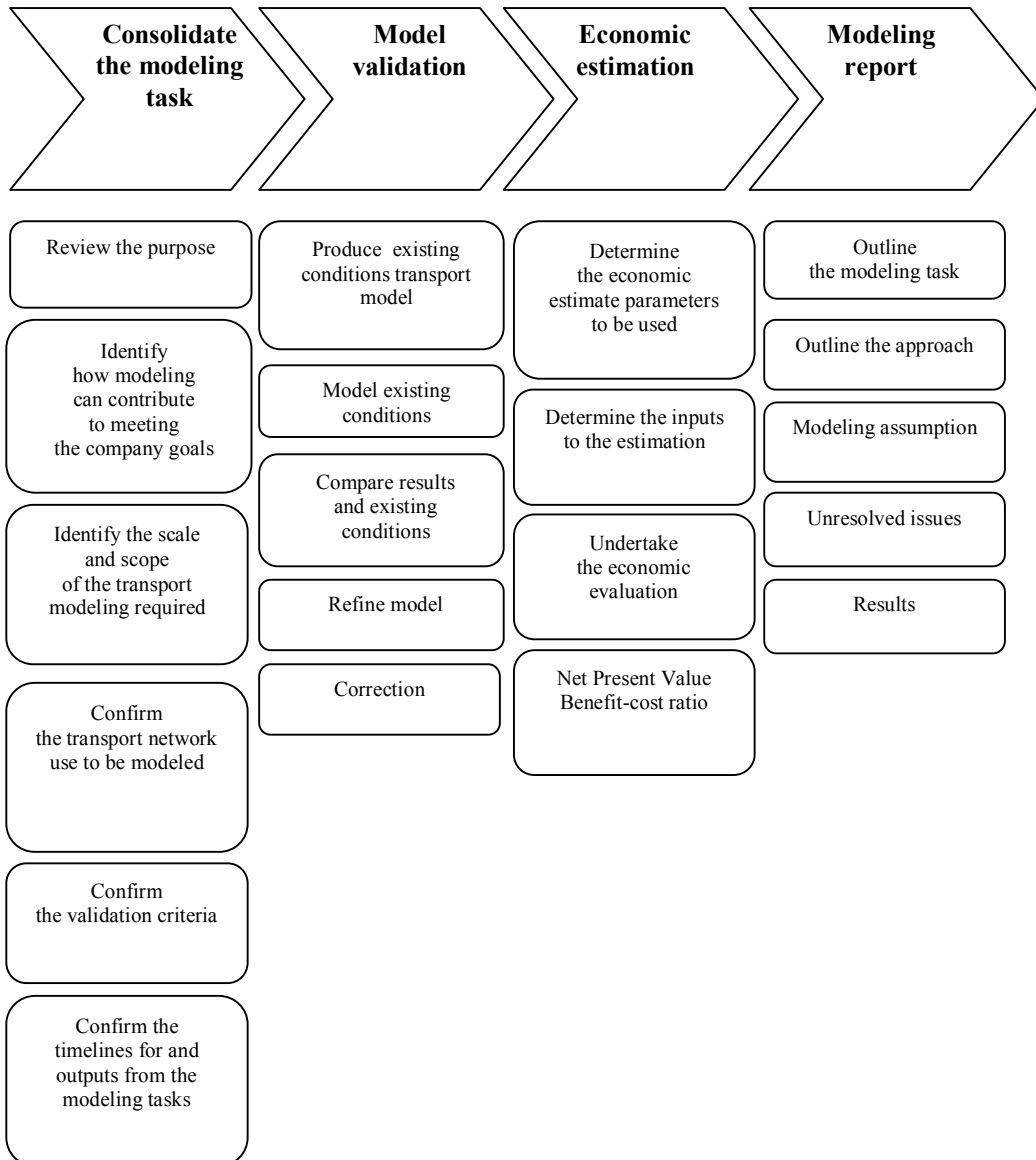 Consolidate
the modeling
task
Model
validation
Economic
estimation
Modeling
report
Review the purpose
Identify
how modeling
can contribute
to meeting
the company goals
Identify the scale
and scope
of the transport
modeling required
Confirm
the transport network
use to be modeled
Confirm
the validation criteria
Confirm the
timelines for and
outputs from the
modeling tasks
Produce existing
conditions transport
model
Model existing
conditions
Compare results
and existing
conditions
Refine model
Correction
Determine
the economic
estimate parameters
to be used
Determine the inputs
to the estimation
Undertake
the economic
evaluation
Net Present Value
Benefit-cost ratio
Outline
the modeling task
Outline the approach
Modeling assumption
Unresolved issues
Results